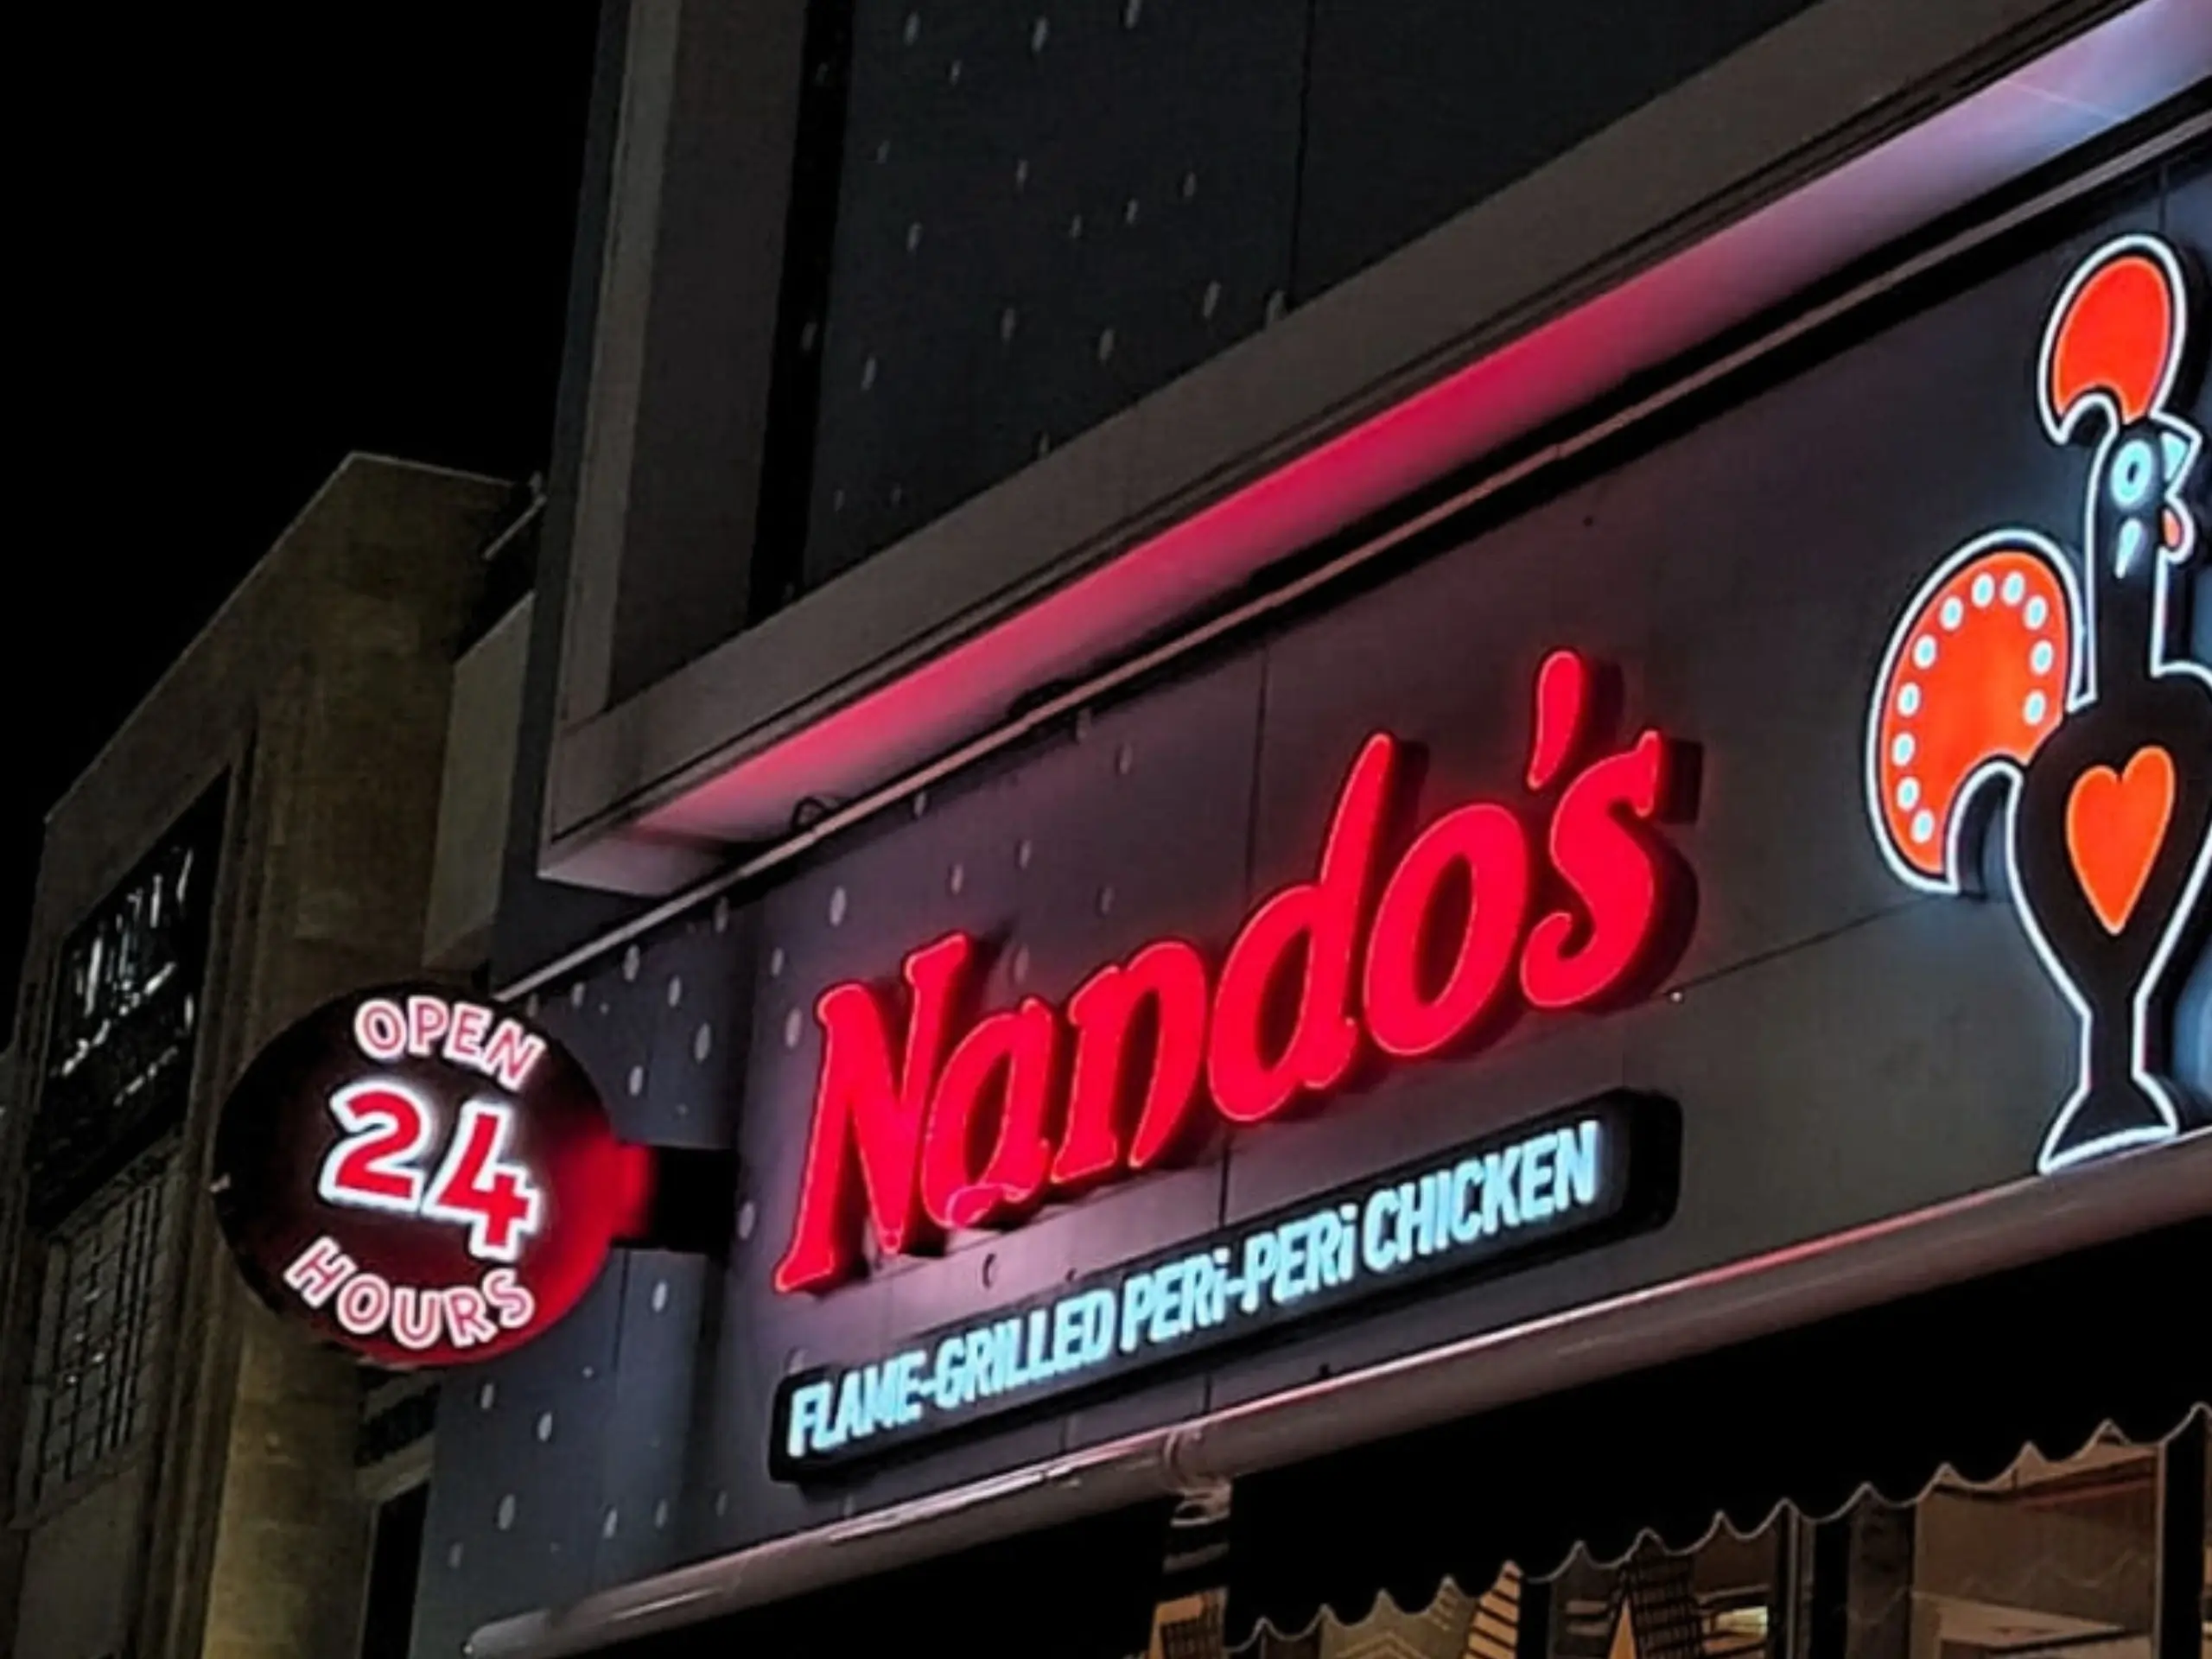 OPEN
24
HOURS
Nando's
FLAME-GRILLED PERi-PERi CHICKEN